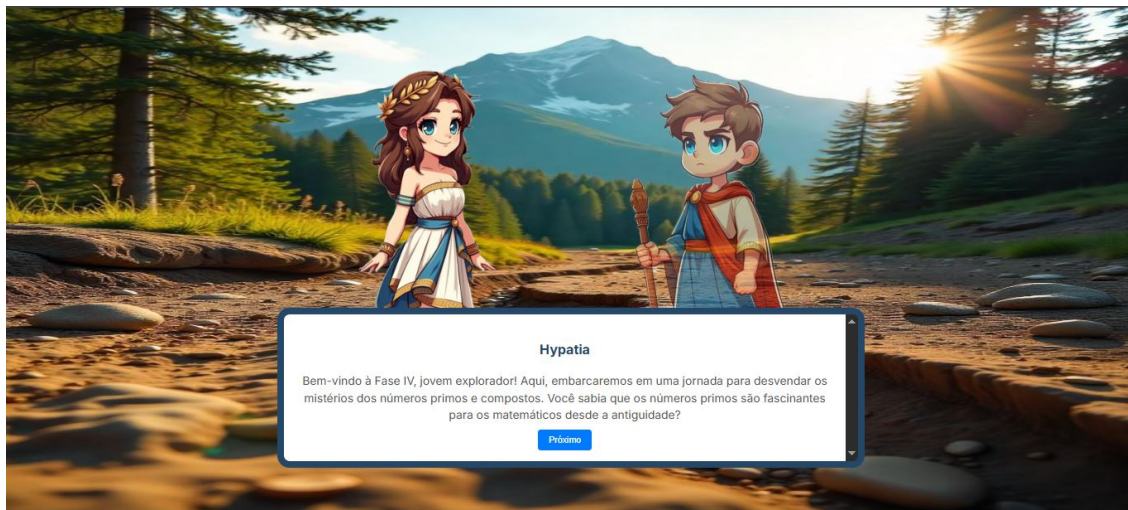 Hypatia
Bem-vindo à Fase IV, jovem explorador! Aqui, embarcaremos em uma jornada para desvendar os
mistérios dos números primos e compostos. Você sabia que os números primos são fascinantes
para os matemáticos desde a antiguidade?
Próximo